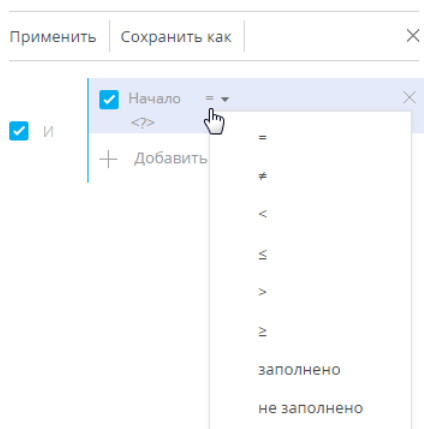 Применить Сохранить как
Начало =
<?>
И
Добавить
=
≠
<
≤
>
≥
заполнено
не заполнено